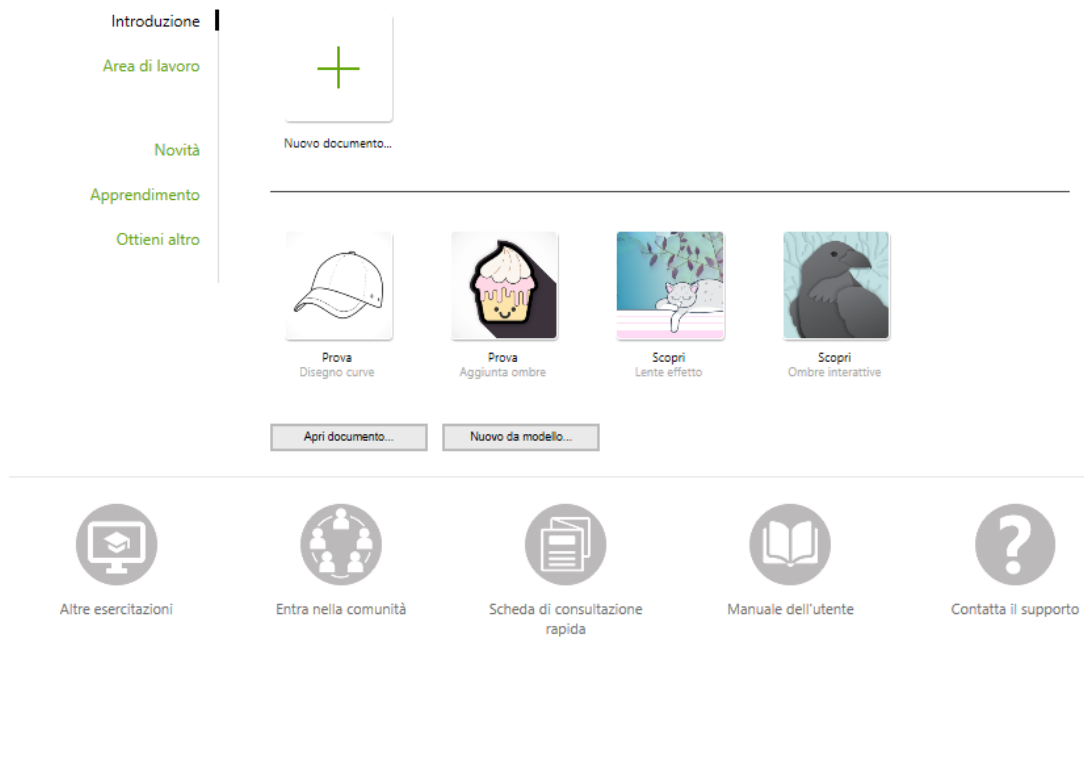 Introduzione
Area di lavoro
Novità
Apprendimento
Ottieni altro
Nuovo documento...
Prova
Disegno curve
Prova
Aggiunta ombre
Scopri
Lente effetto
Scopri
Ombre interattive
Apri documento...
Nuovo da modello...
Altre esercitazioni
Entra nella comunità
Scheda di consultazione
rapida
Manuale dell'utente
Contatta il supporto